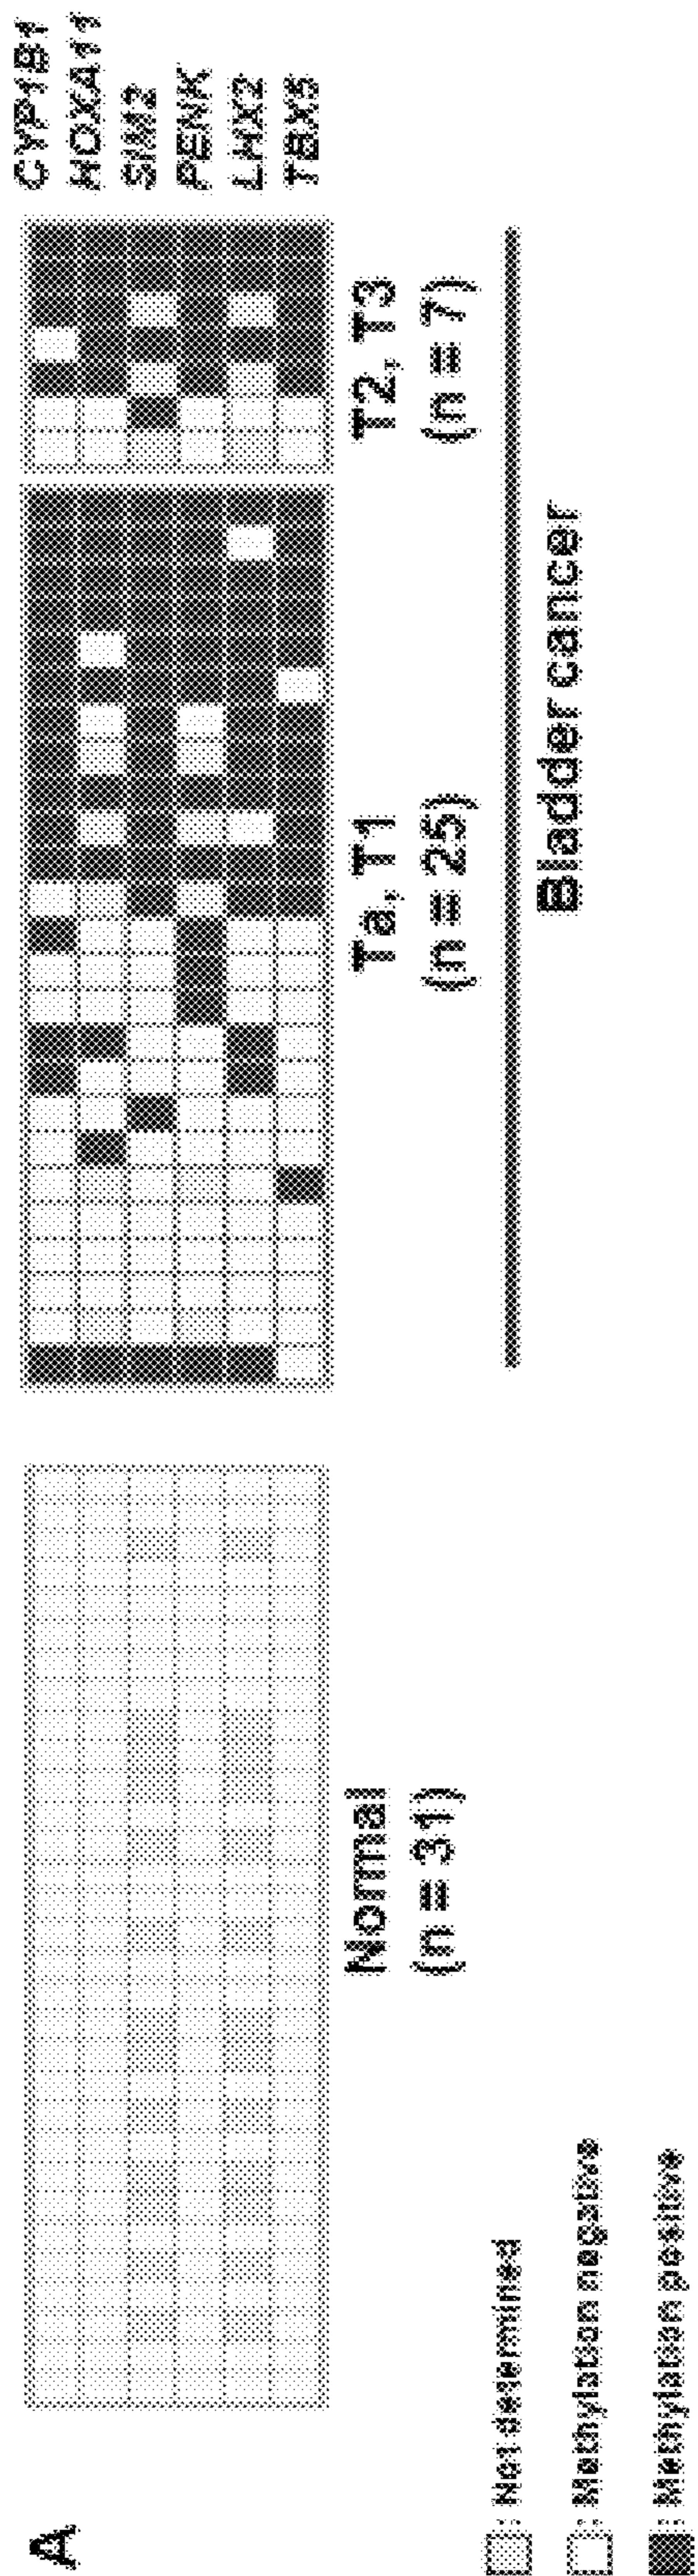 A
CYP1B1
HOXA11
SIM2
PENK
LHX2
TBX5
Normal
(n = 31)
Ta, T1
(n = 25)
T2, T3
(n = 7)
Bladder cancer
: Not determined
: Methylation negative
: Methylation positive